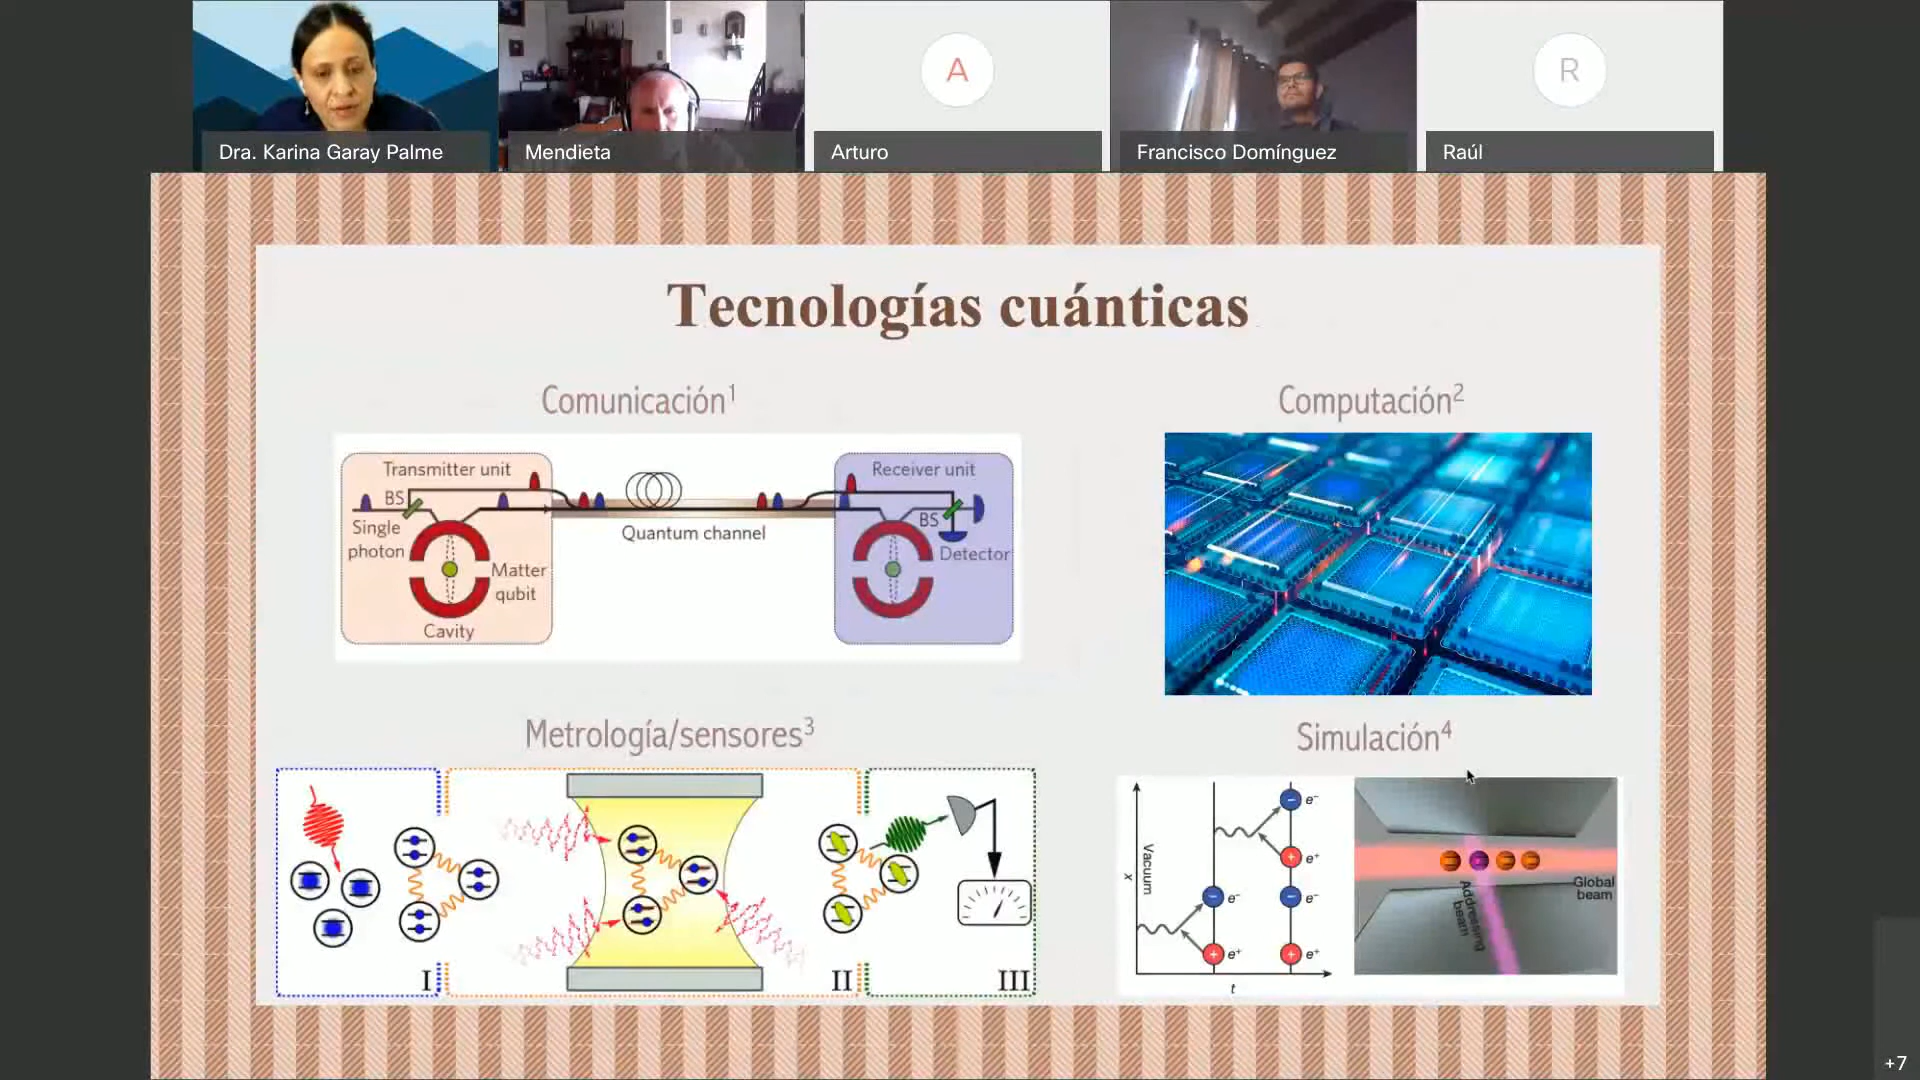 Dra. Karina Garay Palme
Mendieta
A
Arturo
Francisco Domínguez
R
Raúl
Tecnologías cuánticas
Comunicación¹
Transmitter unit
BS
Single
photon
Matter
qubit
Cavity
Quantum channel
Receiver unit
BS
Detector
Computación²
Metrología/sensores³
I
II
III
Simulación⁴
Vacuum
x
t
e⁻
e⁺
e⁻
e⁺
e⁻
e⁺
Addressing
beam
Global
beam
+7